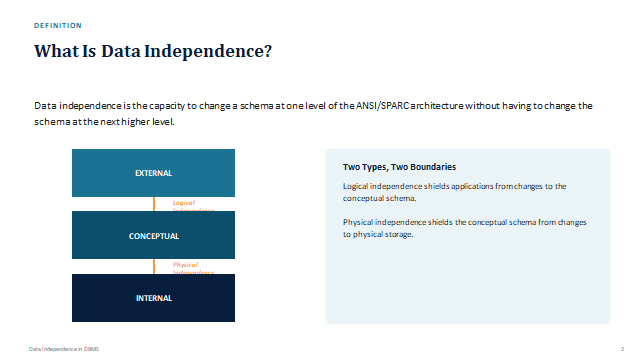 DEFINITION
What Is Data Independence?
Data independence is the capacity to change a schema at one level of the ANSI/SPARC architecture without having to change the
schema at the next higher level.
EXTERNAL
Logical
Independence
CONCEPTUAL
Physical
Independence
INTERNAL
Two Types, Two Boundaries
Logical independence shields applications from changes to the
conceptual schema.
Physical independence shields the conceptual schema from changes
to physical storage.
Data Independence in DBMS
2